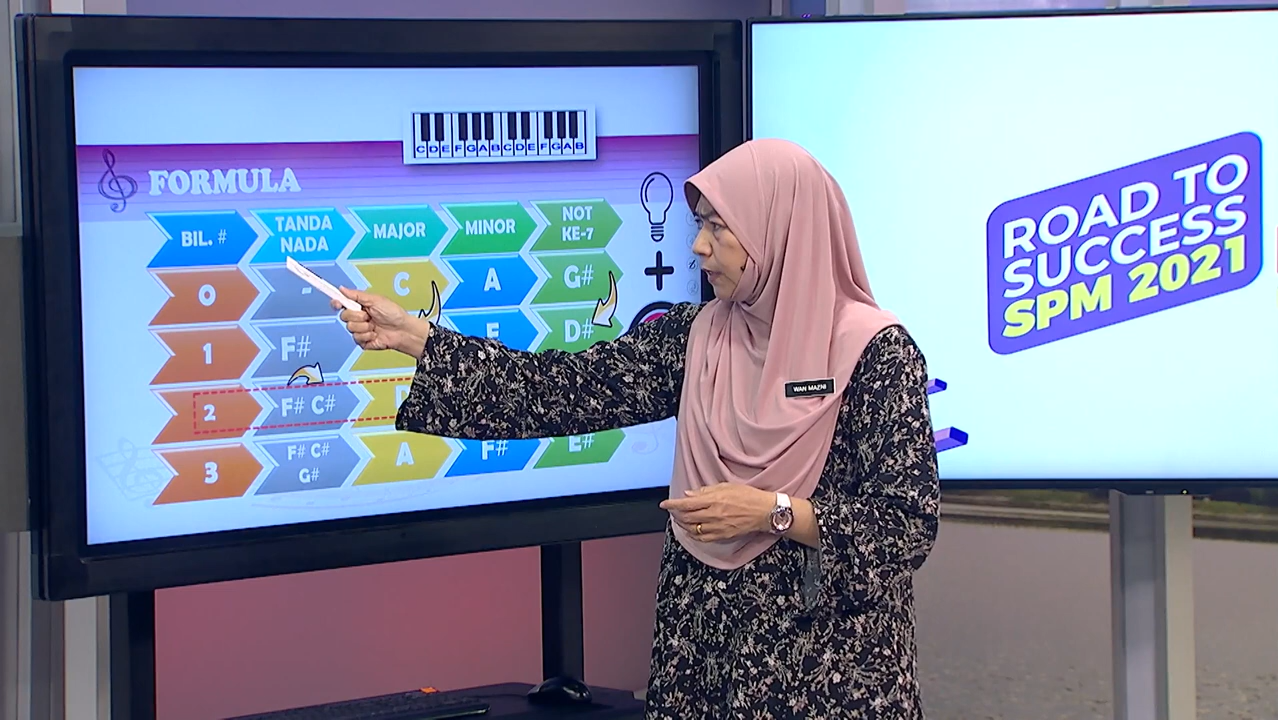 CDEFGABCDEFGAB
FORMULA
BIL. #
TANDA
NADA
MAJOR
MINOR
NOT
KE-7
0
-
C
A
G#
1
F#
D#
2
F# C#
3
F# C#
G#
A
F#
E#
WAN MAZNI
ROAD TO
SUCCESS
SPM 2021